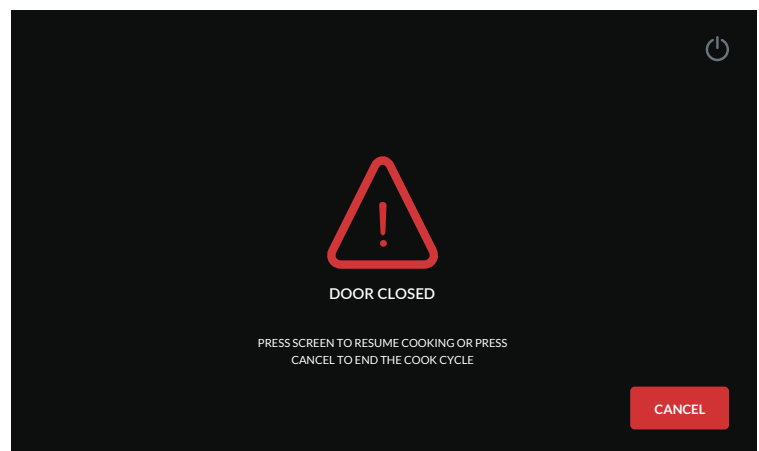 DOOR CLOSED
PRESS SCREEN TO RESUME COOKING OR PRESS
CANCEL TO END THE COOK CYCLE
CANCEL